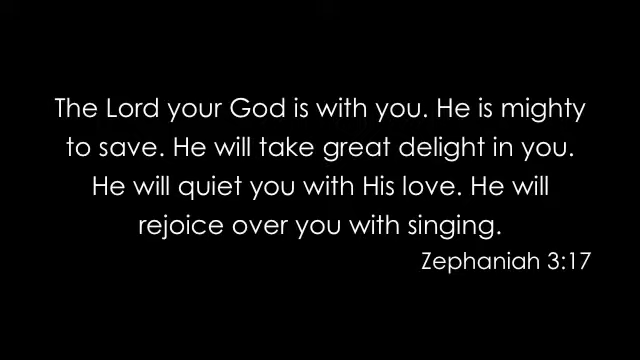 The Lord your God is with you. He is mighty
to save. He will take great delight in you.
He will quiet you with His love. He will
rejoice over you with singing.
Zephaniah 3:17